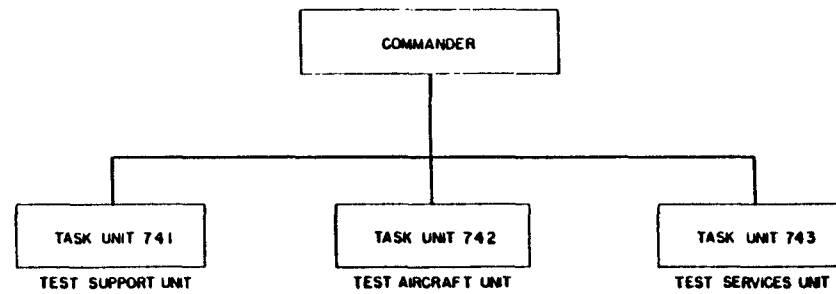 COMMANDER
TASK UNIT 741
TASK UNIT 742
TASK UNIT 743
TEST SUPPORT UNIT
TEST AIRCRAFT UNIT
TEST SERVICES UNIT